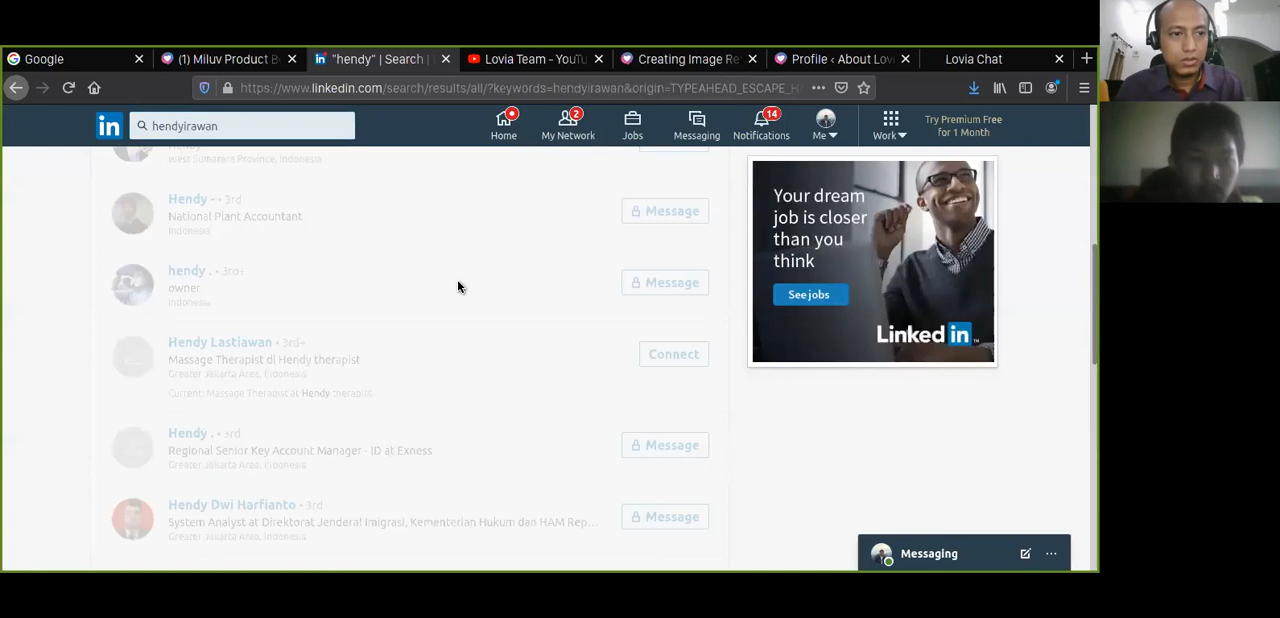 Google
(1) Miluv Product B
"hendy" | Search |
Lovia Team - YouTu
Creating Image Re
Profile ‹ About Lovi
Lovia Chat
https://www.linkedin.com/search/results/all/?keywords=hendyirawan&origin=TYPEAHEAD_ESCAPE_H
in
hendyirawan
Home
2
My Network
Jobs
Messaging
14
Notifications
Me
Work
Try Premium Free
for 1 Month
West Sumatera Province, Indonesia
Hendy - • 3rd
National Plant Accountant
Indonesia
Message
hendy . • 3rd+
owner
Indonesia
Message
Hendy Lastiawan • 3rd+
Massage Therapist di Hendy therapist
Greater Jakarta Area, Indonesia
Current: Massage Therapist at Hendy therapist
Connect
Hendy . • 3rd
Regional Senior Key Account Manager - ID at Exness
Greater Jakarta Area, Indonesia
Message
Hendy Dwi Harfianto • 3rd
System Analyst at Direktorat Jenderal Imigrasi, Kementerian Hukum dan HAM Rep...
Greater Jakarta Area, Indonesia
Message
Your dream
job is closer
than you
think
See jobs
Linked in
Messaging